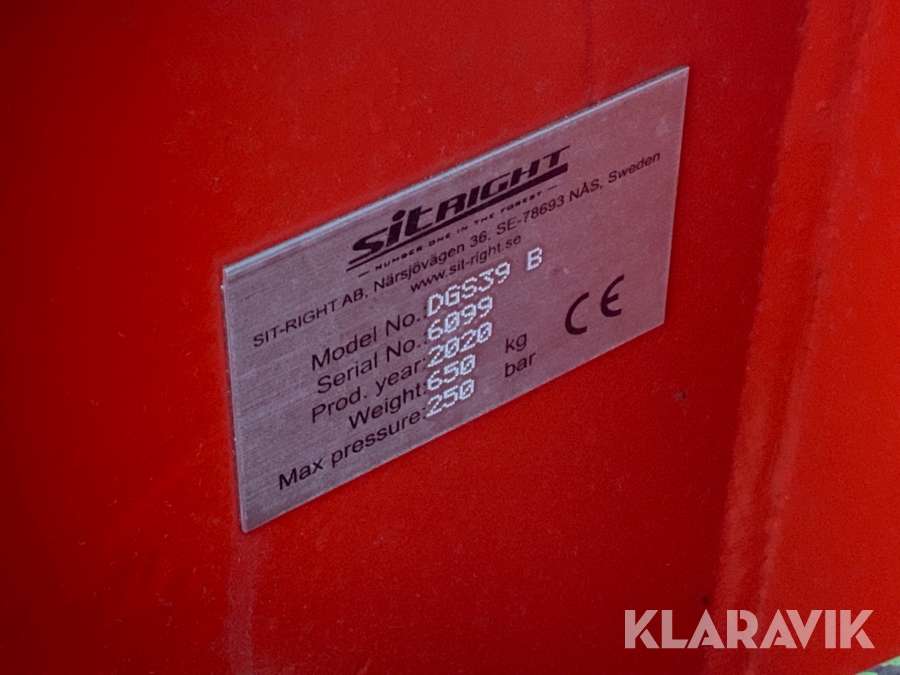 SitRIGHT
— NUMBER ONE IN THE FOREST —
SIT-RIGHT AB, Närsjövägen 36, SE-78693 NÅS, Sweden
www.sit-right.se
Model No.: DGS39 B
Serial No.: 6099
Prod. year: 2020
Weight: 650 kg
Max pressure: 250 bar
CE
KLARAVIK